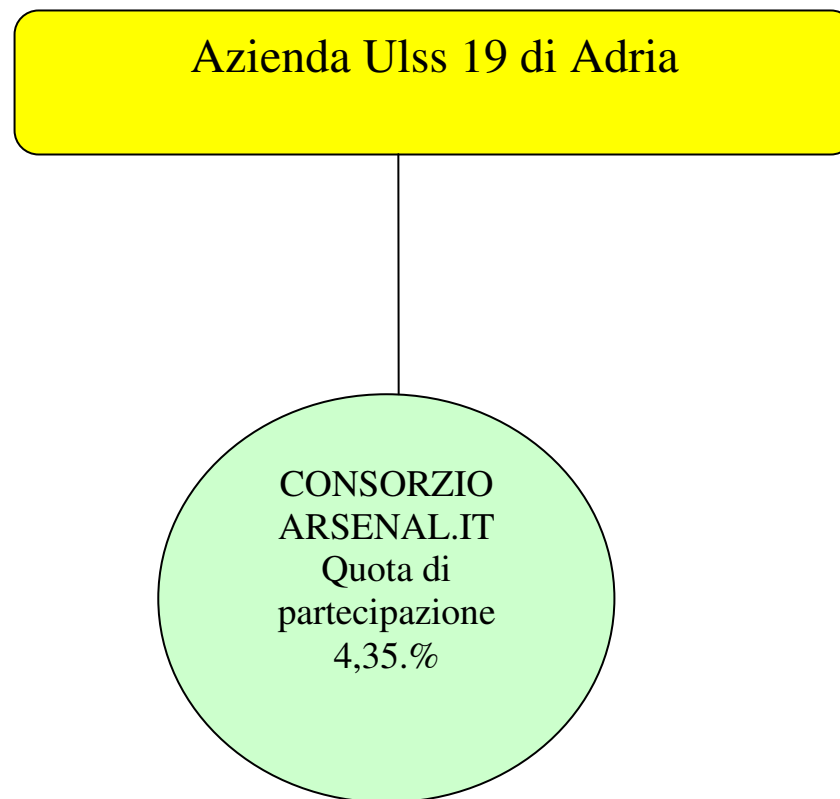 Azienda Ulss 19 di Adria
CONSORZIO
ARSENAL.IT
Quota di
partecipazione
4,35.%